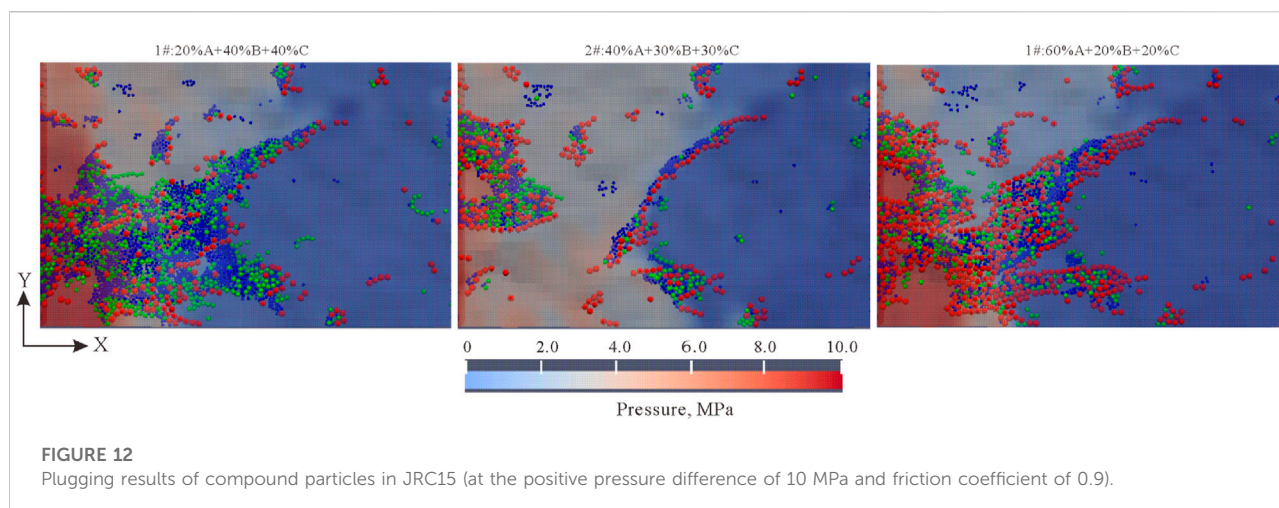 1#:20%A+40%B+40%C
2#:40%A+30%B+30%C
1#:60%A+20%B+20%C
Y
X
0 2.0 4.0 6.0 8.0 10.0
Pressure, MPa
FIGURE 12
Plugging results of compound particles in JRC15 (at the positive pressure difference of 10 MPa and friction coefficient of 0.9).